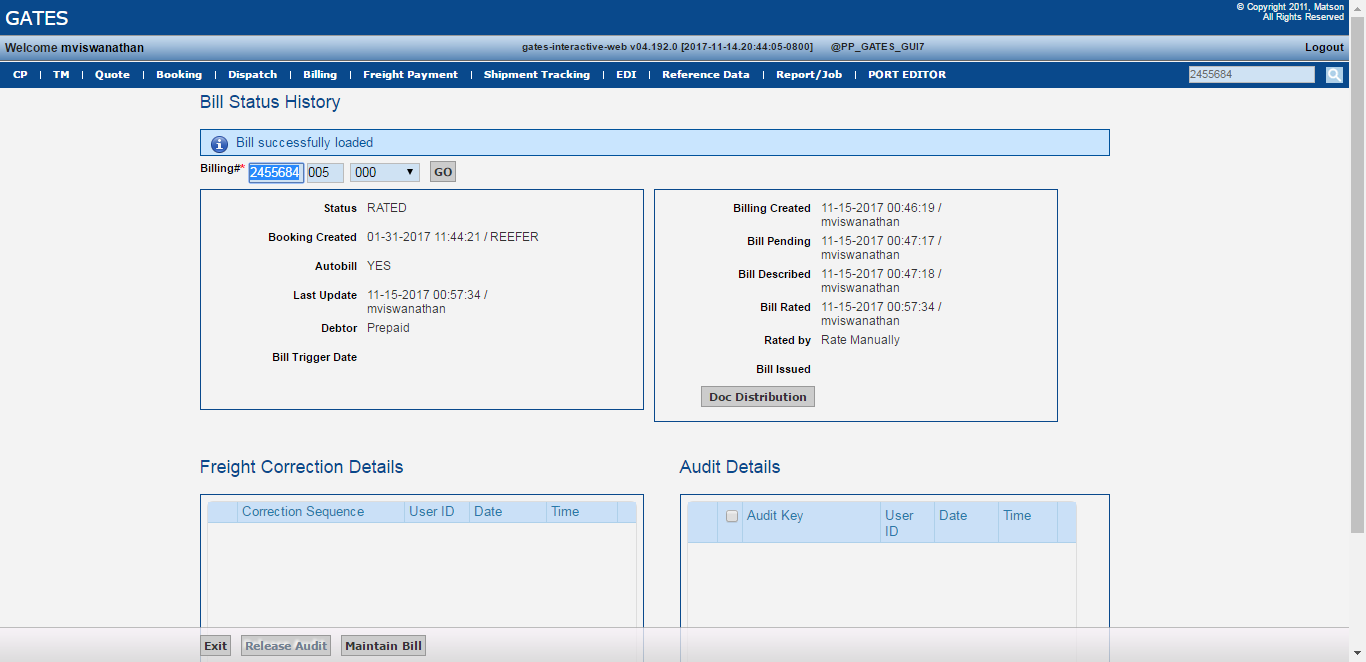 GATES
© Copyright 2011, Matson
All Rights Reserved
Welcome mviswanathan
gates-interactive-web v04.192.0 [2017-11-14.20:44:05-0800] @PP_GATES_GUI7
Logout
CP | TM | Quote | Booking | Dispatch | Billing | Freight Payment | Shipment Tracking | EDI | Reference Data | Report/Job | PORT EDITOR
2455684
Bill Status History
Bill successfully loaded
Billing#* 2455684 005 000 GO
Status RATED
Booking Created 01-31-2017 11:44:21 / REEFER
Autobill YES
Last Update 11-15-2017 00:57:34 /
mviswanathan
Debtor Prepaid
Bill Trigger Date
Billing Created 11-15-2017 00:46:19 /
mviswanathan
Bill Pending 11-15-2017 00:47:17 /
mviswanathan
Bill Described 11-15-2017 00:47:18 /
mviswanathan
Bill Rated 11-15-2017 00:57:34 /
mviswanathan
Rated by Rate Manually
Bill Issued
Doc Distribution
Freight Correction Details
Correction Sequence User ID Date Time
Audit Details
Audit Key User ID Date Time
Exit Release Audit Maintain Bill